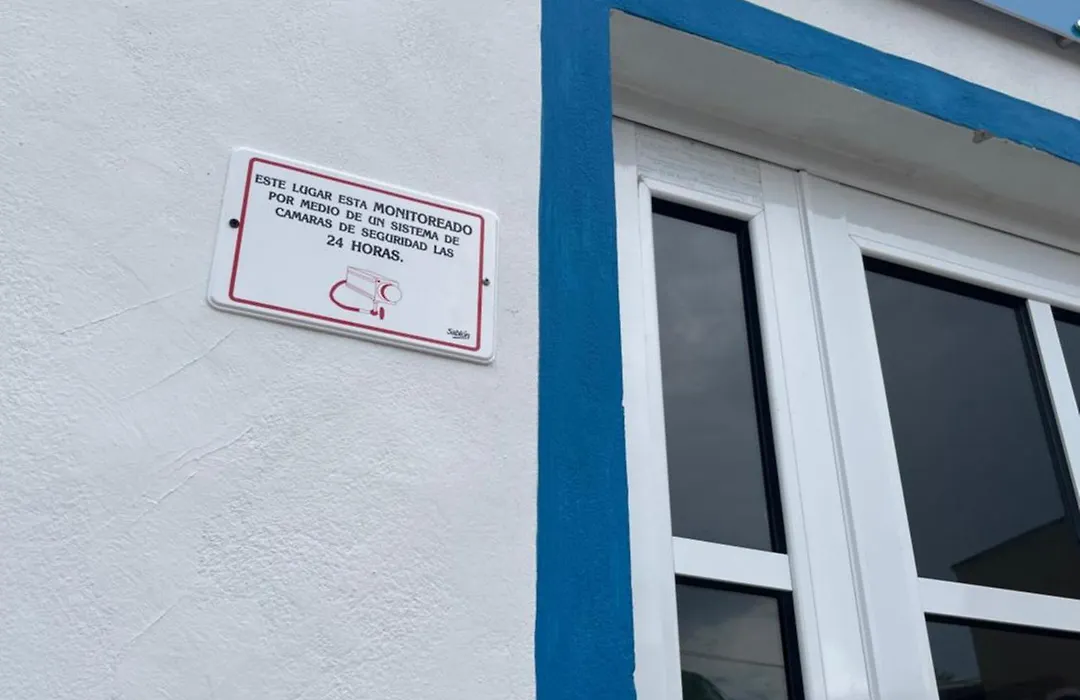 ESTE LUGAR ESTA MONITOREADO
POR MEDIO DE UN SISTEMA DE
CAMARAS DE SEGURIDAD LAS
24 HORAS.